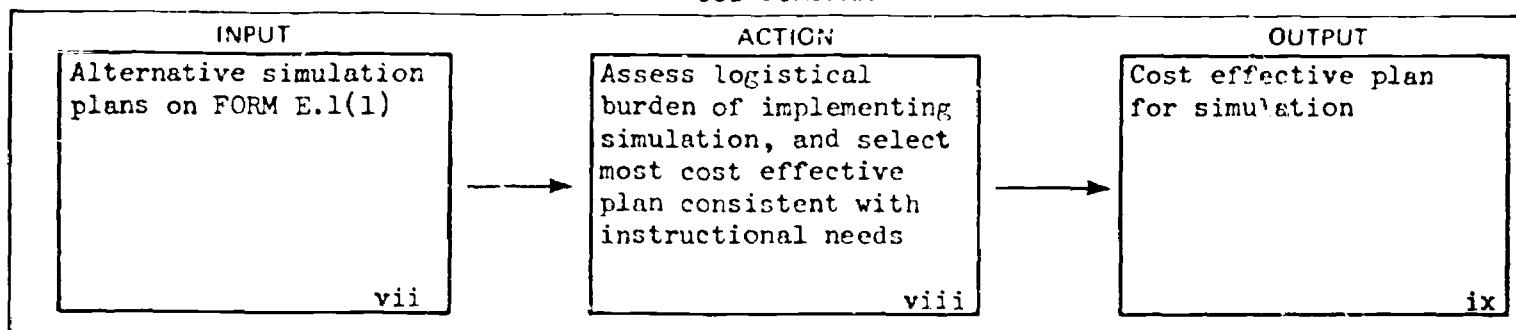 INPUT
Alternative simulation
plans on FORM E.1(1)
vii
ACTION
Assess logistical
burden of implementing
simulation, and select
most cost effective
plan consistent with
instructional needs
viii
OUTPUT
Cost effective plan
for simulation
ix